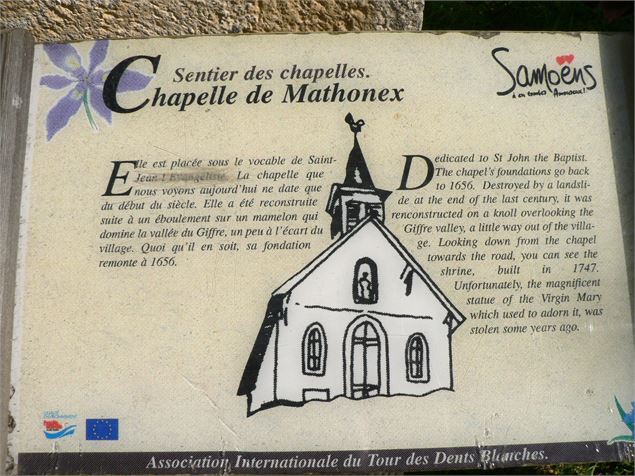 Sentier des chapelles.
Chapelle de Mathonex
Samoëns
Elle est placée sous le vocable de Saint-
Jean l'Evangeliste. La chapelle que
nous voyons aujourd'hui ne date que
du début du siècle. Elle a été reconstruite
suite à un éboulement sur un mamelon qui
domine la vallée du Giffre, un peu à l'écart du
village. Quoi qu'il en soit, sa fondation
remonte à 1656.
Dedicated to St John the Baptist.
The chapel's foundations go back
to 1656. Destroyed by a landsli-
de at the end of the last century, it was
renconstructed on a knoll overlooking the
Giffre valley, a little way out of the villa-
ge. Looking down from the chapel
towards the road, you can see the
shrine, built in 1747.
Unfortunately, the magnificent
statue of the Virgin Mary
which used to adorn it, was
stolen some years ago.
Association Internationale du Tour des Dents Blanches.